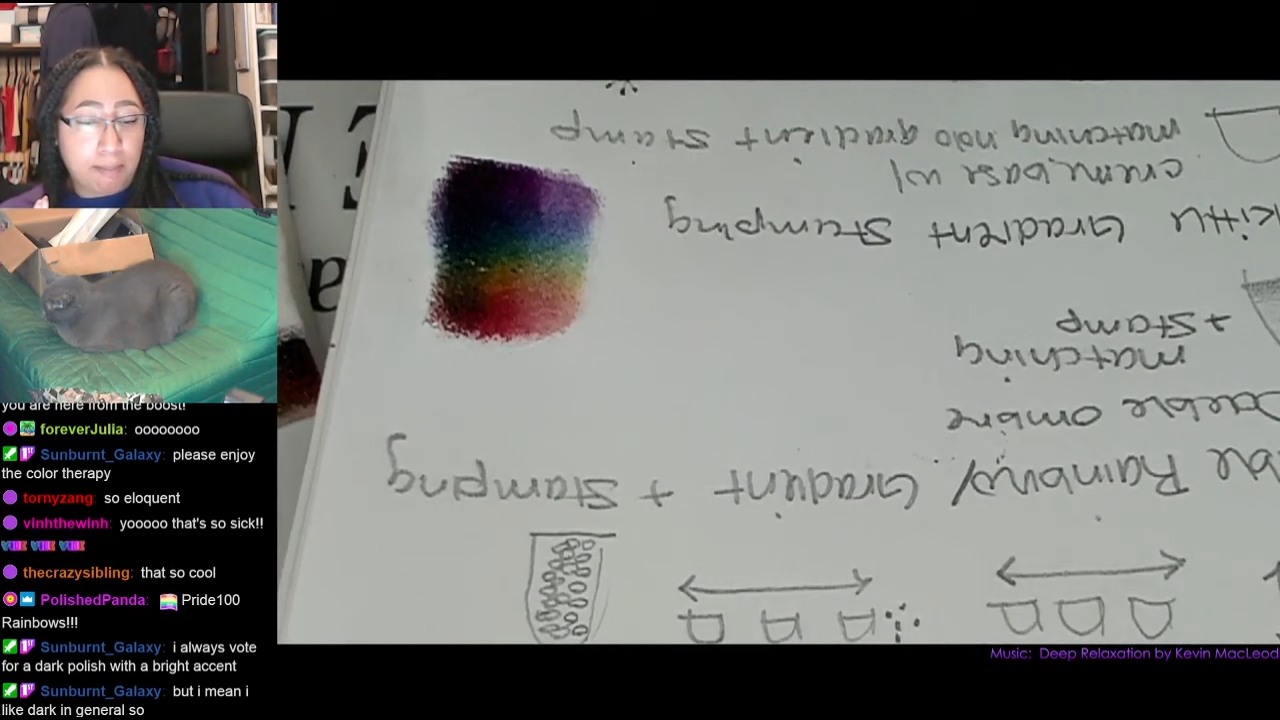 you are here from the boost!
foreverJulia: oooooooo
Sunburnt_Galaxy: please enjoy
the color therapy
tornyzang: so eloquent
vinhthewinh: yooooo that's so sick!!
thecrazysibling: that so cool
PolishedPanda: Pride100
Rainbows!!!
Sunburnt_Galaxy: i always vote
for a dark polish with a bright accent
Sunburnt_Galaxy: but i mean i
like dark in general so
Rainbow/ Gradient + Stamping
Double ombre
matching
+ stamp
Gradient Stamping
base w/
matching holo gradient stamp
Music: Deep Relaxation by Kevin MacLeod